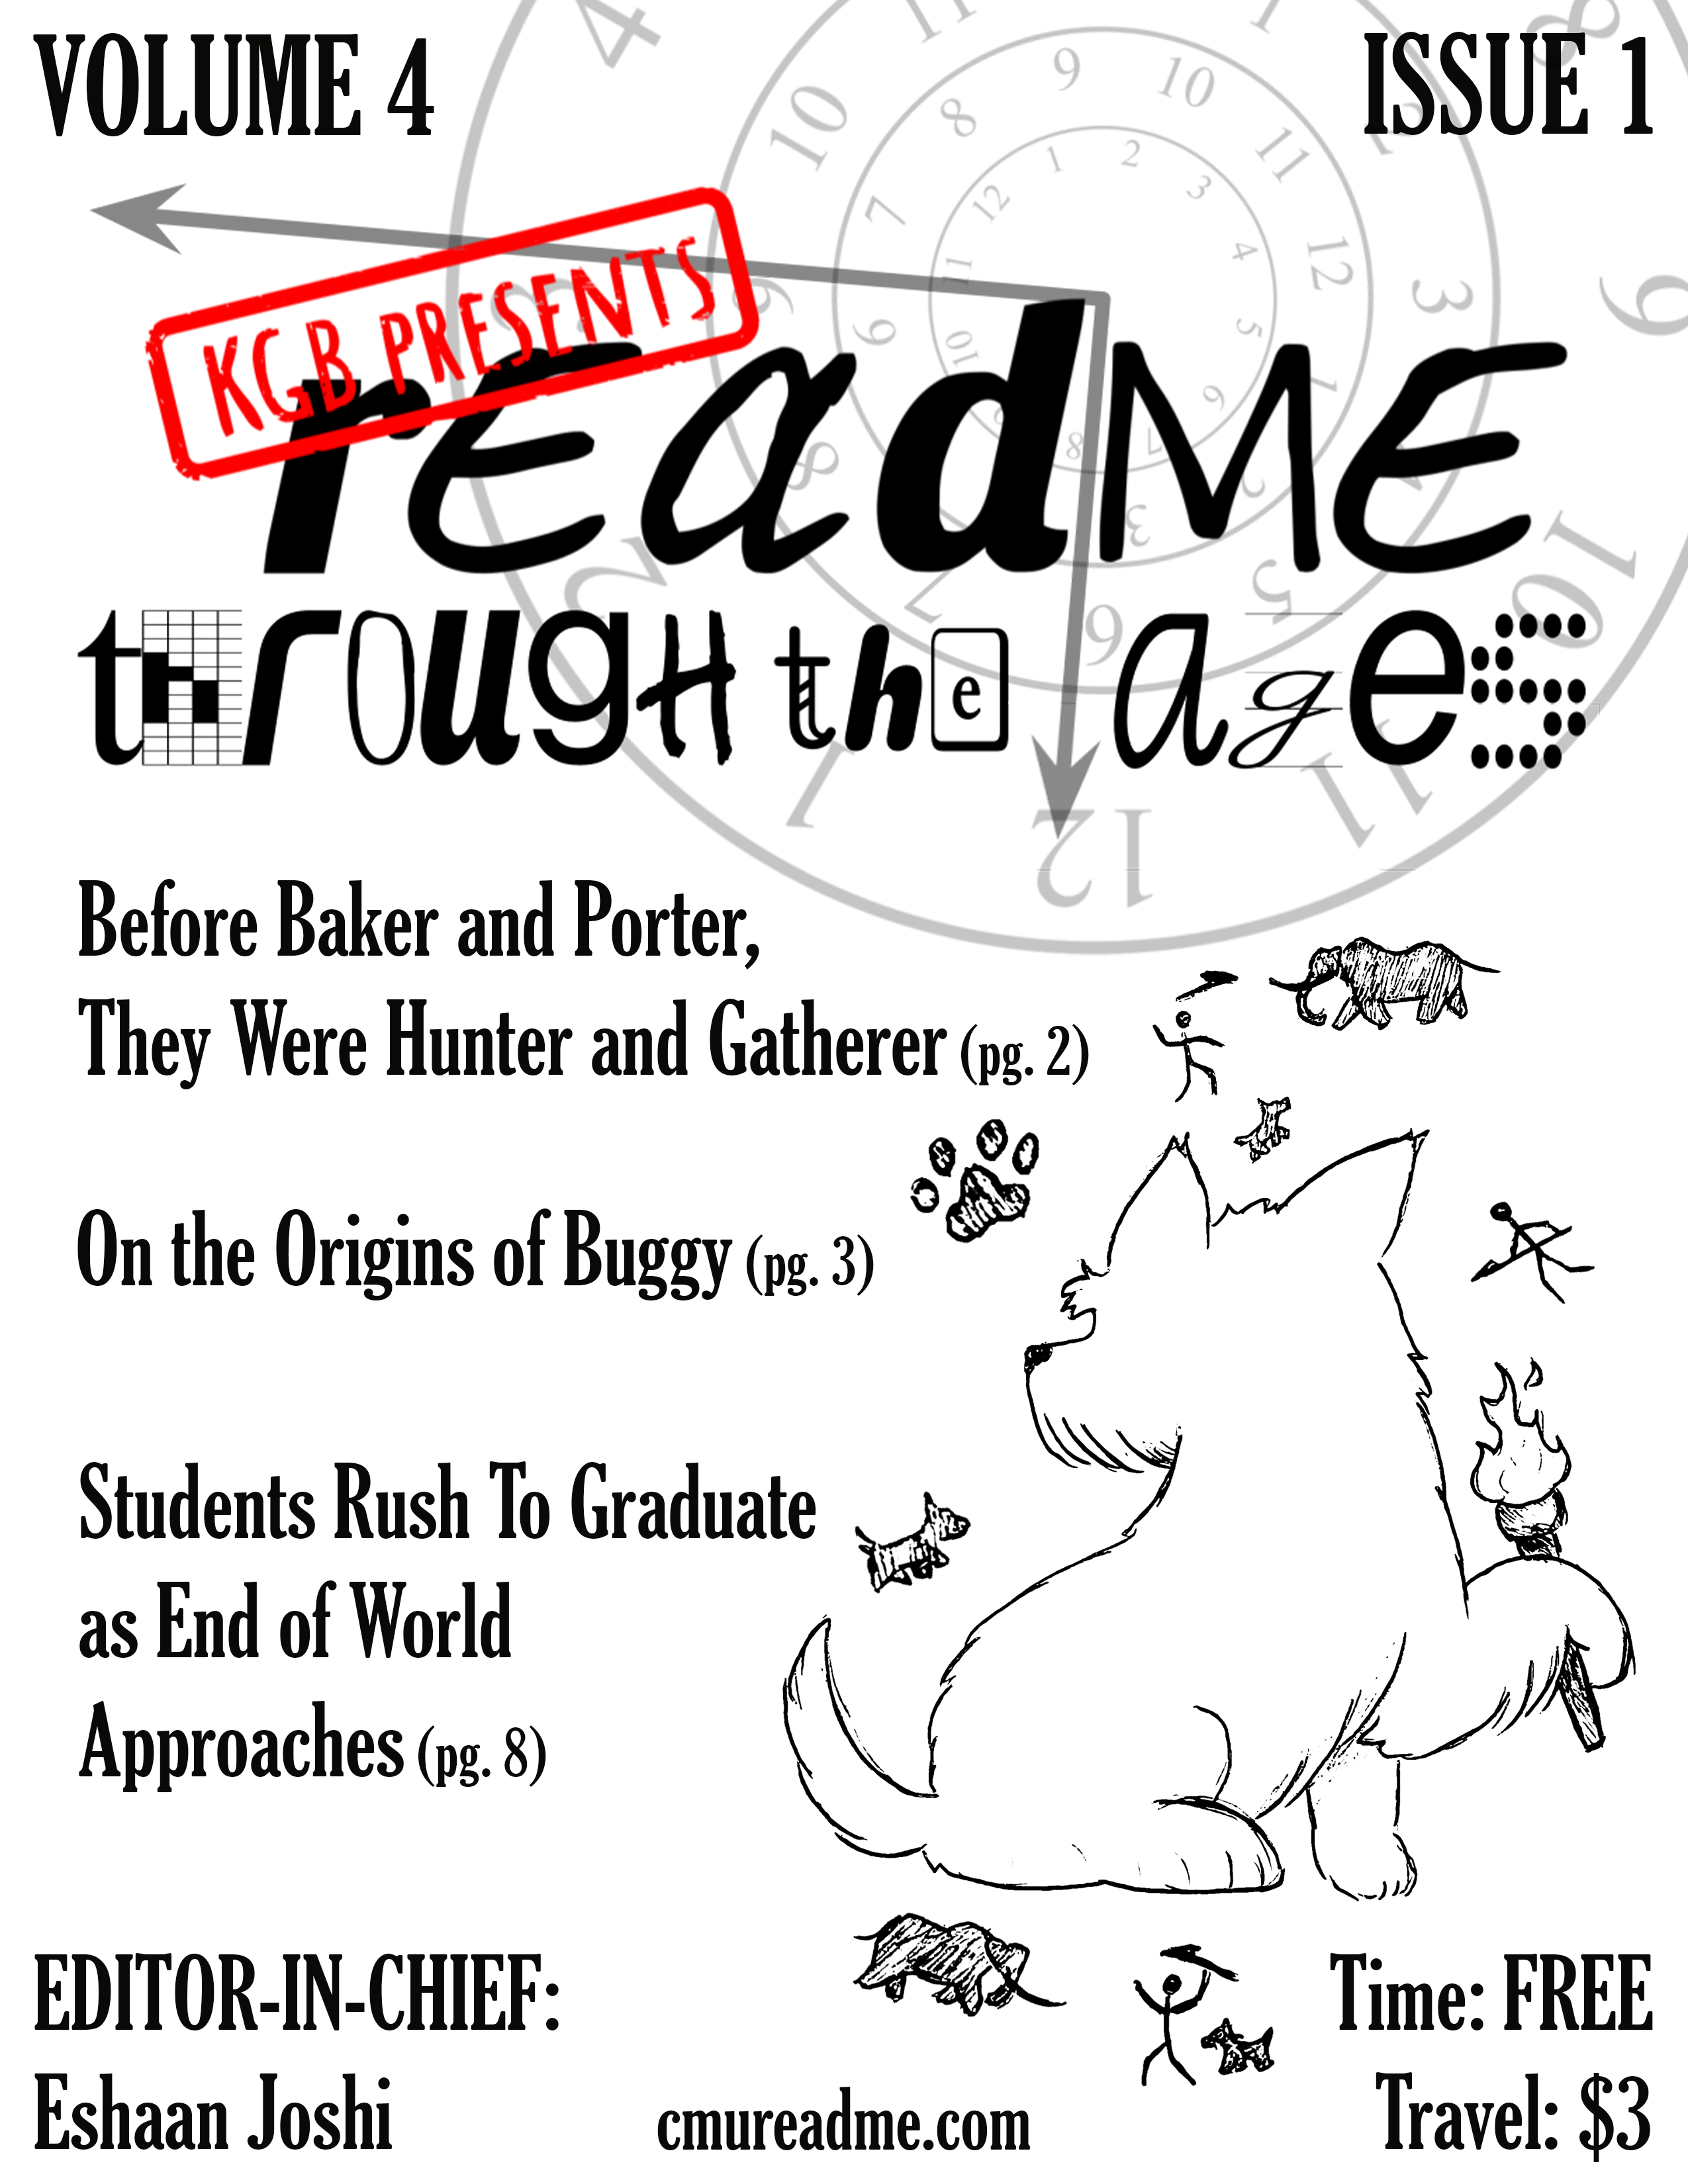 VOLUME 4
ISSUE 1
KGB PRESENTS
rEadME
thrOugH the ages
Before Baker and Porter,
They Were Hunter and Gatherer (pg. 2)
On the Origins of Buggy (pg. 3)
Students Rush To Graduate
as End of World
Approaches (pg. 8)
EDITOR-IN-CHIEF:
Eshaan Joshi
cmureadme.com
Time: FREE
Travel: $3